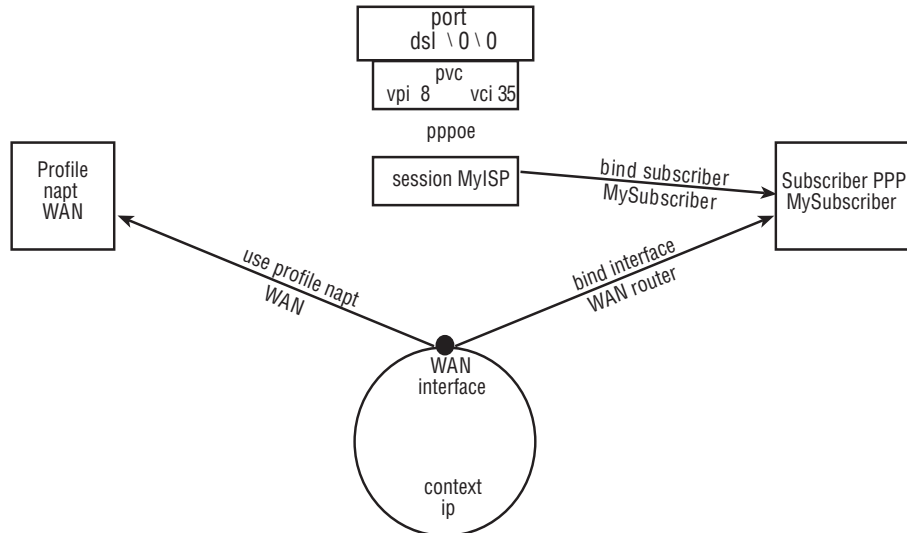 port
dsl \ 0 \ 0
pvc
vpi 8 vci 35
pppoe
session MyISP
bind subscriber
MySubscriber
Subscriber PPP
MySubscriber
Profile
napt
WAN
use profile napt
WAN
bind interface
WAN router
WAN
interface
context
ip